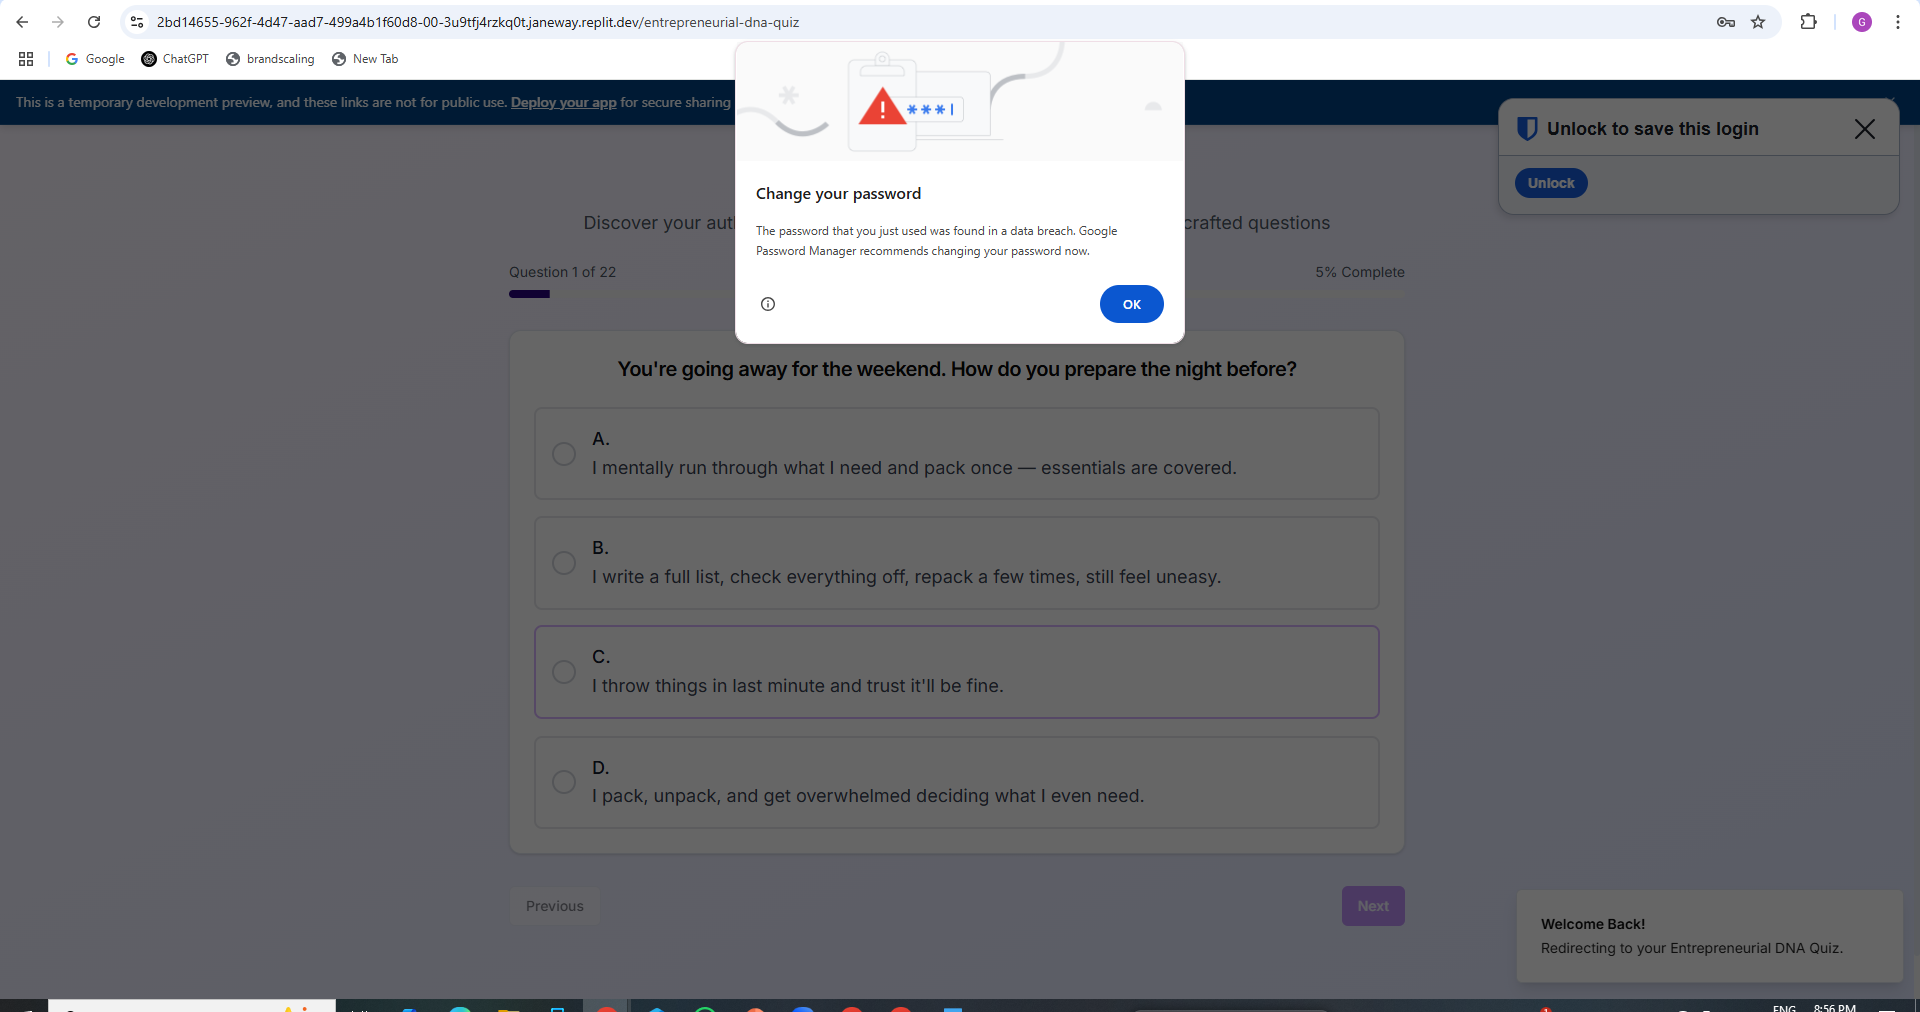 2bd14655-962f-4d47-aad7-499a4b1f60d8-00-3u9tfj4rzkq0t.janeway.replit.dev/entrepreneurial-dna-quiz
G
Google
ChatGPT
brandscaling
New Tab
This is a temporary development preview, and these links are not for public use. Deploy your app for secure sharing
***
Unlock to save this login
Unlock
Change your password
The password that you just used was found in a data breach. Google
Password Manager recommends changing your password now.
OK
Discover your crafted questions
Question 1 of 22
5% Complete
You're going away for the weekend. How do you prepare the night before?
A.
I mentally run through what I need and pack once — essentials are covered.
B.
I write a full list, check everything off, repack a few times, still feel uneasy.
C.
I throw things in last minute and trust it'll be fine.
D.
I pack, unpack, and get overwhelmed deciding what I even need.
Previous
Next
Welcome Back!
Redirecting to your Entrepreneurial DNA Quiz.
ENG
8:56 PM